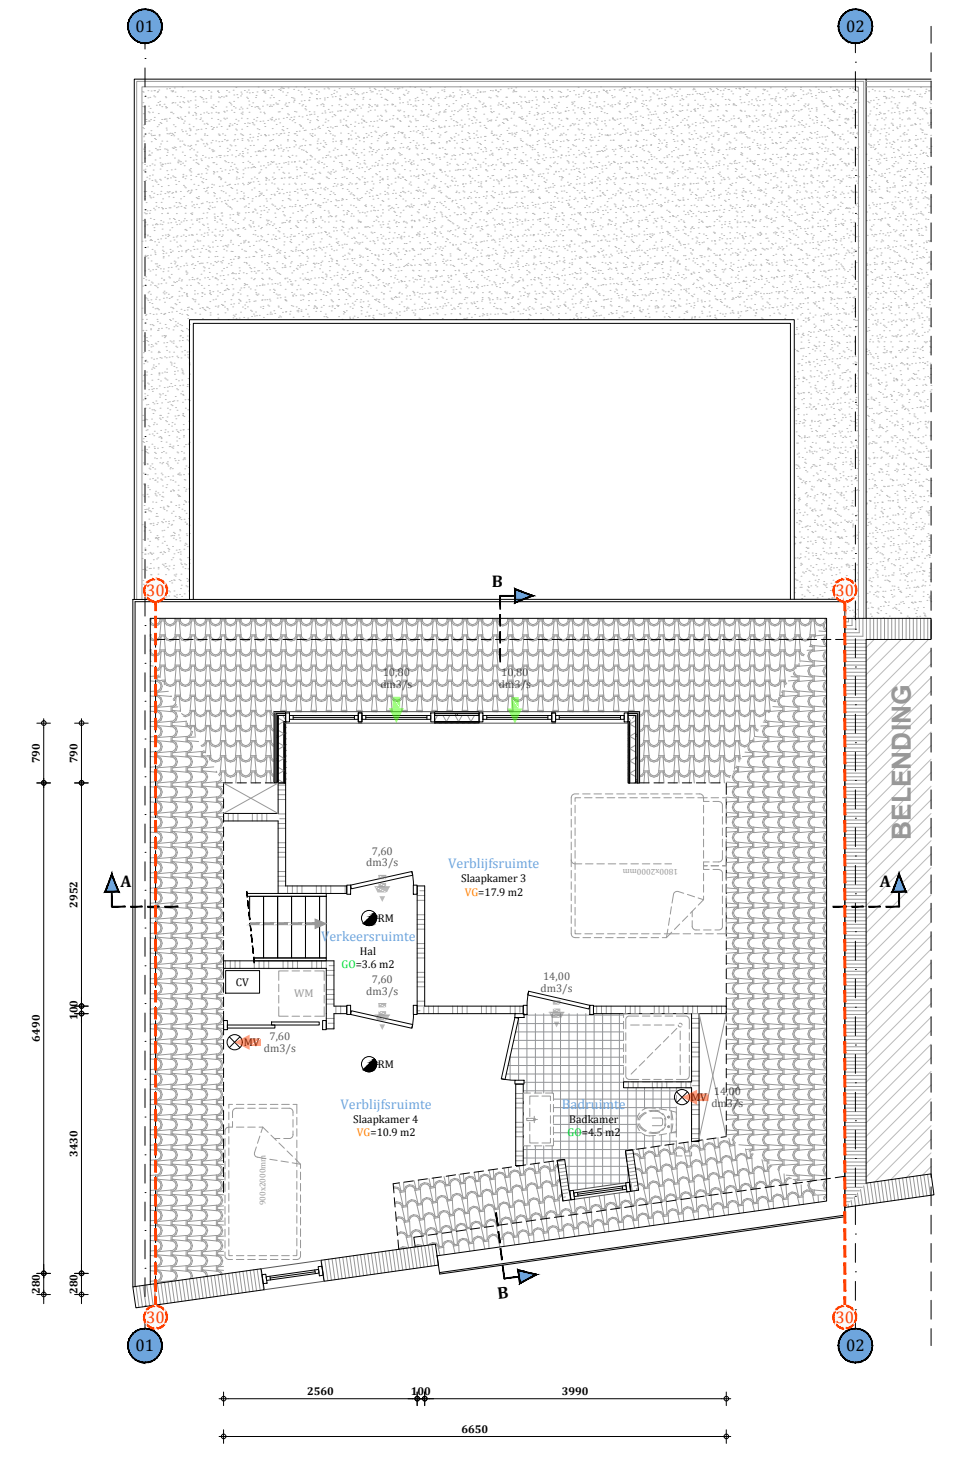 01
02
30
30
B
10,80
dm3/s
10,80
dm3/s
BELENDING
790
790
7,60
dm3/s
Verblijfsruimte
Slaapkamer 3
VG=17.9 m2
1800x2000mm
A
A
2952
RM
Verkeersruimte
Hal
GO=3.6 m2
CV
WM
7,60
dm3/s
14,00
dm3/s
100
6490
MV
7,60
dm3/s
RM
MV
14,00
dm3/s
Verblijfsruimte
Slaapkamer 4
VG=10.9 m2
Badruimte
Badkamer
GO=4.5 m2
3430
900x2000mm
280
280
B
30
30
01
02
2560
100
3990
6650